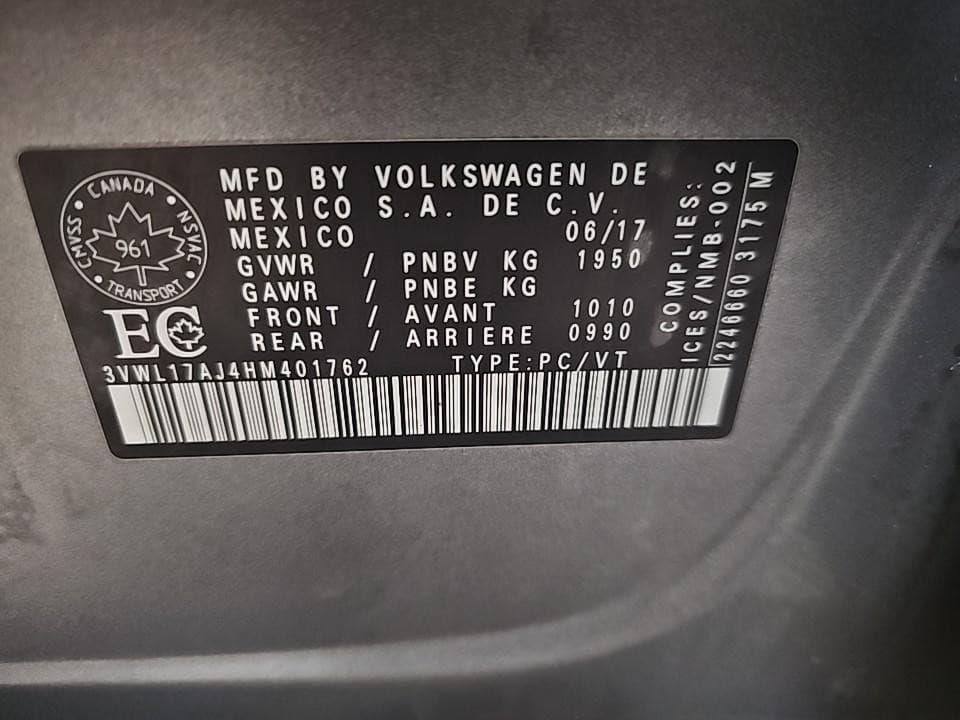 CANADA
CMVSS
NSVAC
961
TRANSPORT
EC
MFD BY VOLKSWAGEN DE
MEXICO S.A. DE C.V.
MEXICO 06/17
GVWR / PNBV KG 1950
GAWR / PNBE KG
FRONT / AVANT 1010
REAR / ARRIERE 0990
3VWL17AJ4HM401762 TYPE:PC/VT
COMPLIES:
ICES/NMB-002
2246660 3175 M